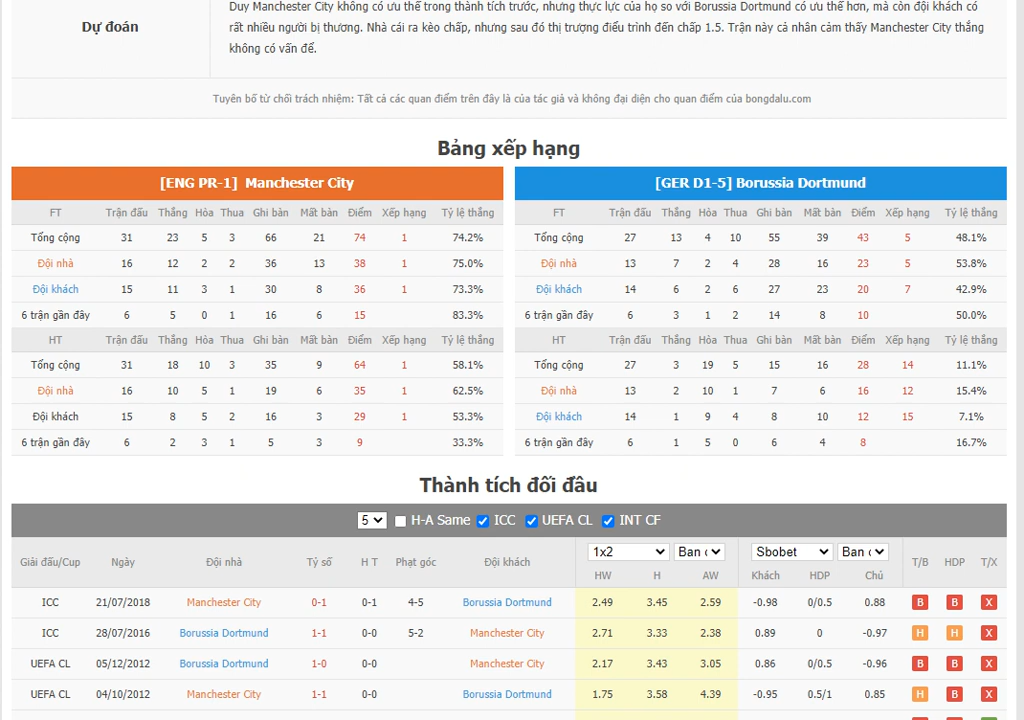 Duy Manchester City không có ưu thế trong thành tích trước, nhưng thực lực của họ so với Borussia Dortmund có ưu thế hơn, mà còn đội khách có
Dự đoán
rất nhiều người bị thương. Nhà cái ra kèo chấp, nhưng sau đó thị trượng điều trình đến chấp 1.5. Trận này cá nhân cảm thấy Manchester City thắng
không có vấn đề.
Tuyên bố từ chối trách nhiệm: Tất cả các quan điểm trên đây là của tác giả và không đại diện cho quan điểm của bongdalu.com
Bảng xếp hạng
[ENG PR-1] Manchester City
FT Trận đấu Thắng Hòa Thua Ghi bàn Mất bàn Điểm Xếp hạng Tỷ lệ thắng
Tổng cộng 31 23 5 3 66 21 74 1 74.2%
Đội nhà 16 12 2 2 36 13 38 1 75.0%
Đội khách 15 11 3 1 30 8 36 1 73.3%
6 trận gần đây 6 5 0 1 16 6 15 83.3%
HT Trận đấu Thắng Hòa Thua Ghi bàn Mất bàn Điểm Xếp hạng Tỷ lệ thắng
Tổng cộng 31 18 10 3 35 9 64 1 58.1%
Đội nhà 16 10 5 1 19 6 35 1 62.5%
Đội khách 15 8 5 2 16 3 29 1 53.3%
6 trận gần đây 6 2 3 1 5 3 9 33.3%
[GER D1-5] Borussia Dortmund
FT Trận đấu Thắng Hòa Thua Ghi bàn Mất bàn Điểm Xếp hạng Tỷ lệ thắng
Tổng cộng 27 13 4 10 55 39 43 5 48.1%
Đội nhà 13 7 2 4 28 16 23 5 53.8%
Đội khách 14 6 2 6 27 23 20 7 42.9%
6 trận gần đây 6 3 1 2 14 8 10 50.0%
HT Trận đấu Thắng Hòa Thua Ghi bàn Mất bàn Điểm Xếp hạng Tỷ lệ thắng
Tổng cộng 27 3 19 5 15 16 28 14 11.1%
Đội nhà 13 2 10 1 7 6 16 12 15.4%
Đội khách 14 1 9 4 8 10 12 15 7.1%
6 trận gần đây 6 1 5 0 6 4 8 16.7%
Thành tích đối đầu
5 H-A Same ICC UEFA CL INT CF
Giải đấu/Cup Ngày Đội nhà Tỷ số H T Phạt góc Đội khách 1x2 Ban Sbobet Ban T/B HDP T/X
HW H AW Khách HDP Chủ
ICC 21/07/2018 Manchester City 0-1 0-1 4-5 Borussia Dortmund 2.49 3.45 2.59 -0.98 0/0.5 0.88 B B X
ICC 28/07/2016 Borussia Dortmund 1-1 0-0 5-2 Manchester City 2.71 3.33 2.38 0.89 0 -0.97 H H X
UEFA CL 05/12/2012 Borussia Dortmund 1-0 0-0 Manchester City 2.17 3.43 3.05 0.86 0/0.5 -0.96 B B X
UEFA CL 04/10/2012 Manchester City 1-1 0-0 Borussia Dortmund 1.75 3.58 4.39 -0.95 0.5/1 0.85 H B X